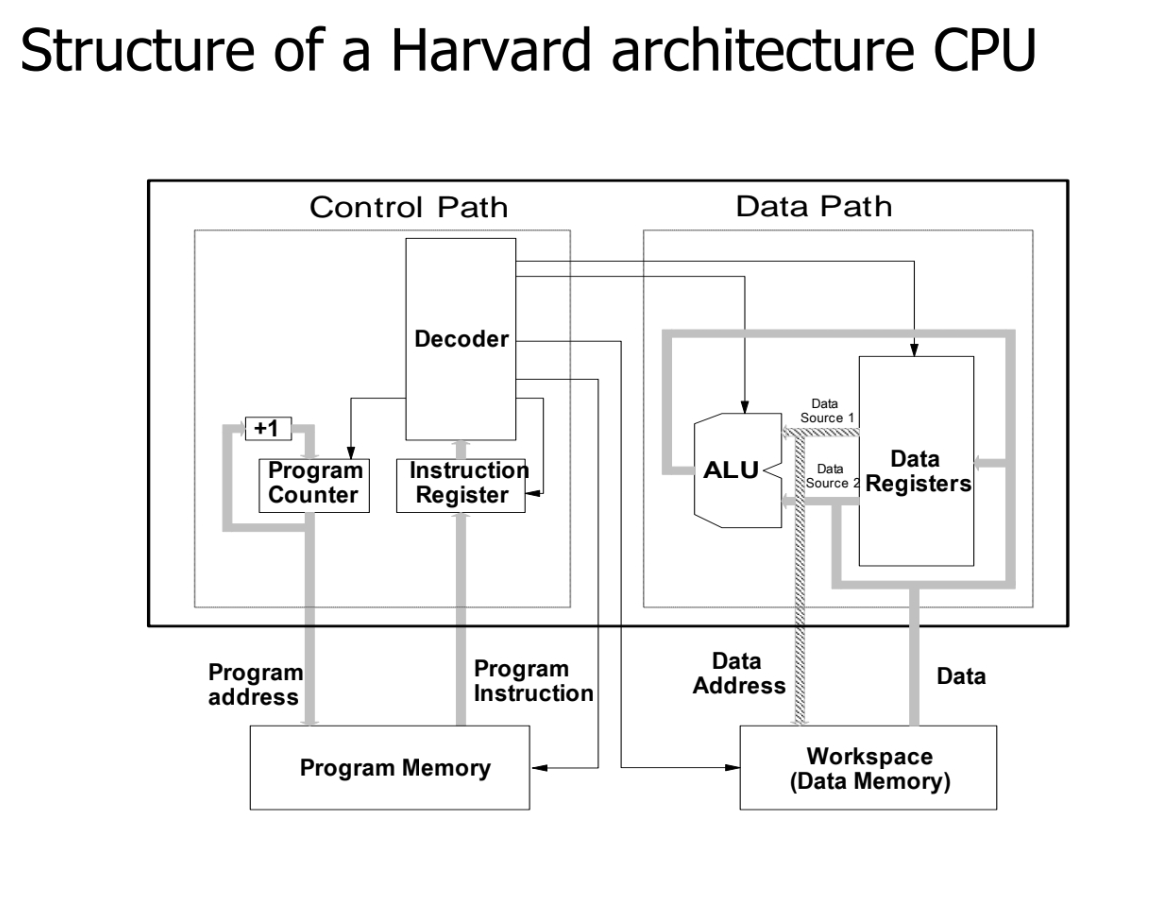 Structure of a Harvard architecture CPU
Control Path
Data Path
Decoder
+1
Program
Counter
Instruction
Register
ALU
Data
Source 1
Data
Source 2
Data
Registers
Program
address
Program
Instruction
Data
Address
Data
Program Memory
Workspace
(Data Memory)